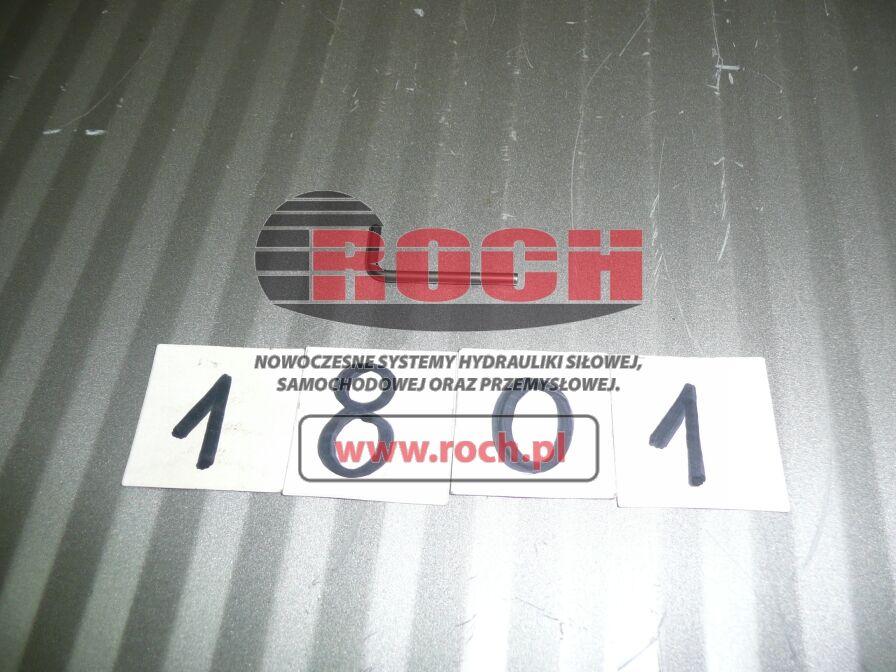 ROCH
NOWOCZESNE SYSTEMY HYDRAULIKI SIŁOWEJ,
SAMOCHODOWEJ ORAZ PRZEMYSŁOWEJ.
1 8 0 1
www.roch.pl